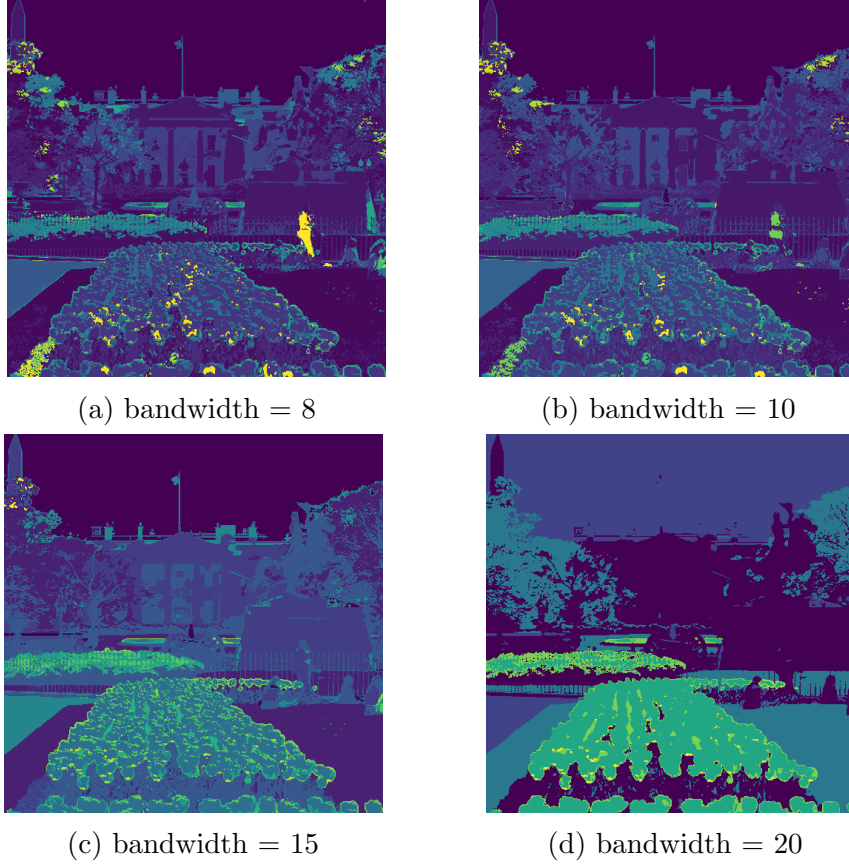 (a) bandwidth = 8
(b) bandwidth = 10
(c) bandwidth = 15
(d) bandwidth = 20